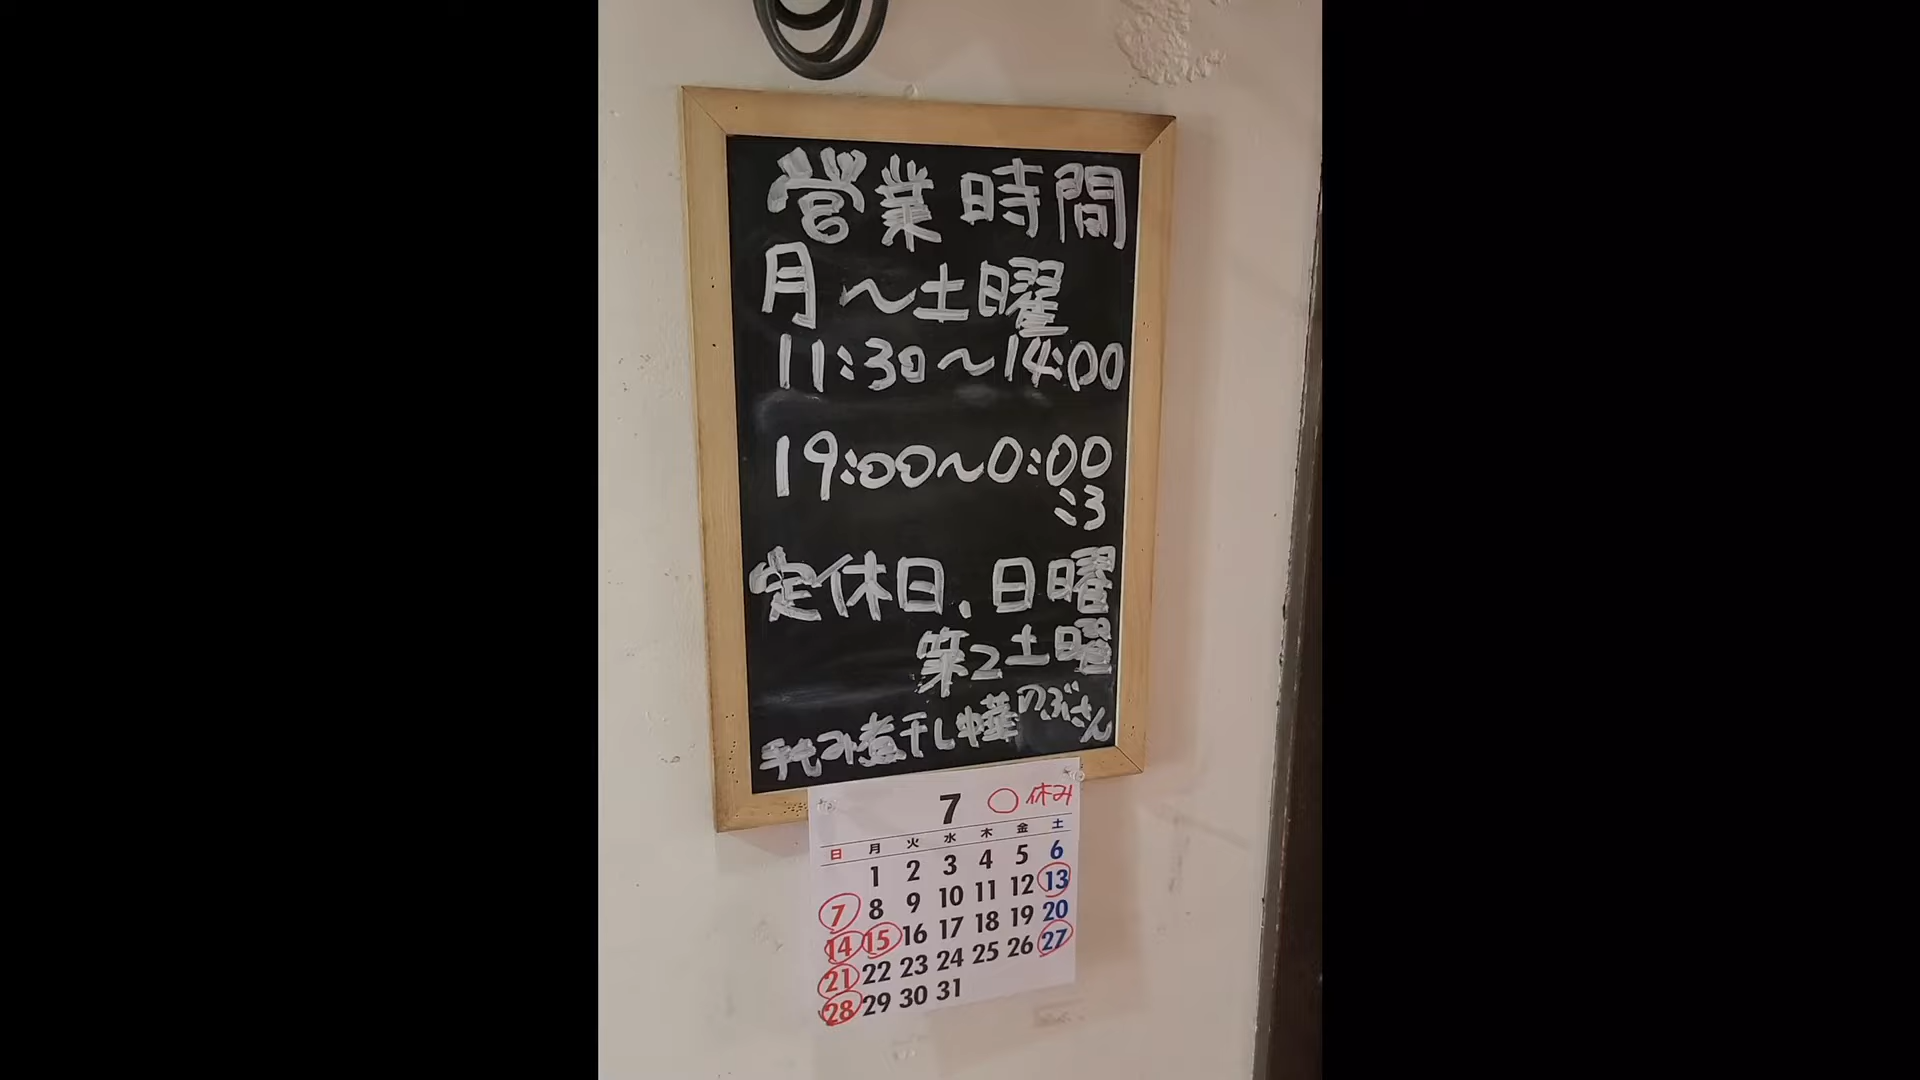 営業時間
月〜土曜
11:30〜14:00
19:00〜0:00
ころ
定休日、日曜
第2土曜
手もみ煮干し中華のぶさん
7 ○休み
日 月 火 水 木 金 土
1 2 3 4 5 6
7 8 9 10 11 12 13
14 15 16 17 18 19 20
21 22 23 24 25 26 27
28 29 30 31